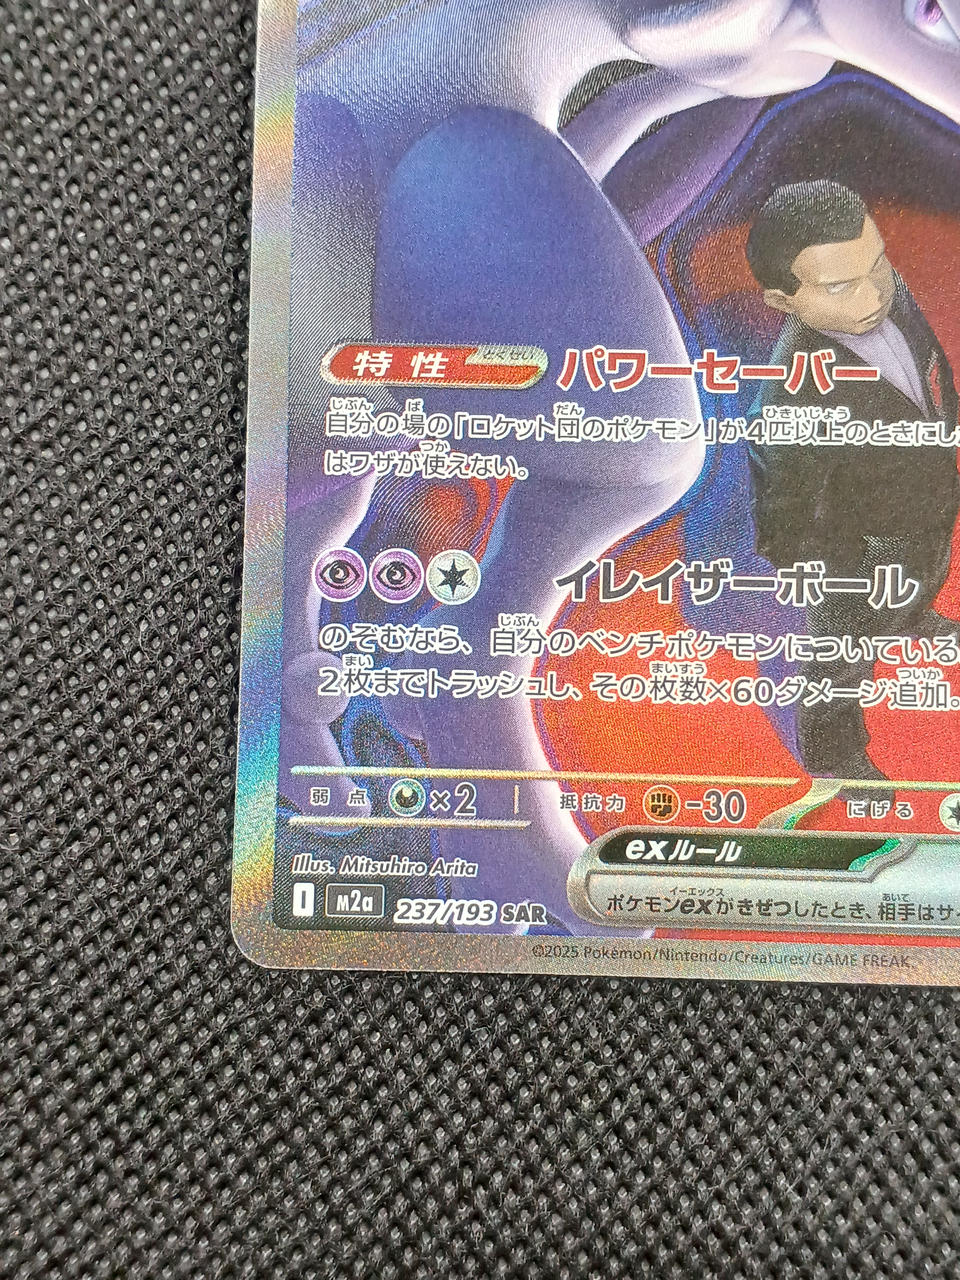 特性 とくせい パワーセーバー
じぶん ば だん ひきいじょう
自分の場の「ロケット団のポケモン」が4匹以上のときにし
つか
はワザが使えない。
イレイザーボール
じぶん
のぞむなら、自分のベンチポケモンについている
まい まいすう ついか
2枚までトラッシュし、その枚数×60ダメージ追加。
弱点 ×2 抵抗力 -30 にげる
exルール
Illus. Mitsuhiro Arita
イーエックス あいて
ポケモンexがきぜつしたとき、相手はサイ
I m2a 237/193 SAR
©2025 Pokémon/Nintendo/Creatures/GAME FREAK.